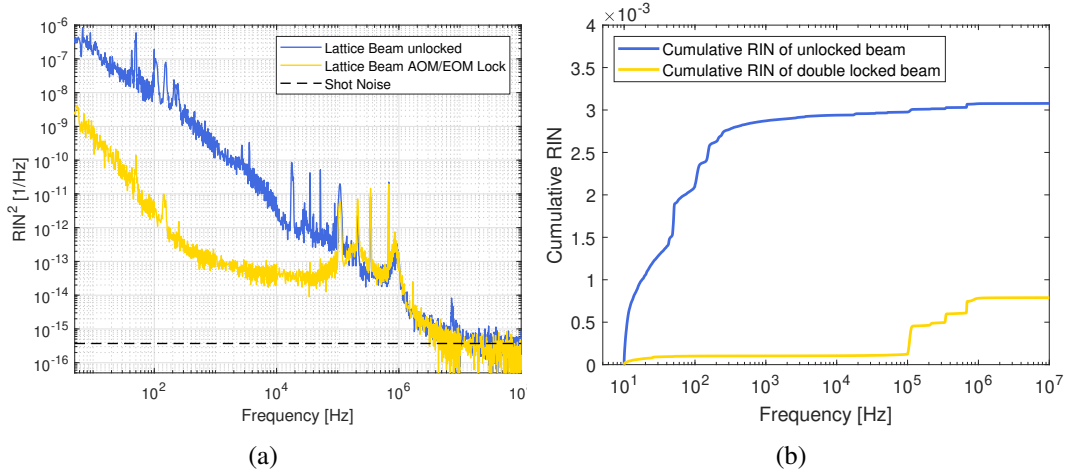 10^-6
10^-7
10^-8
10^-9
10^-10
10^-11
10^-12
10^-13
10^-14
10^-15
10^-16
RIN^2 [1/Hz]
Lattice Beam unlocked
Lattice Beam AOM/EOM Lock
Shot Noise
10^2
10^4
10^6
10
Frequency [Hz]
(a)
×10^-3
4
3.5
3
2.5
2
1.5
1
0.5
0
Cumulative RIN
Cumulative RIN of unlocked beam
Cumulative RIN of double locked beam
10^1
10^2
10^3
10^4
10^5
10^6
10^7
Frequency [Hz]
(b)